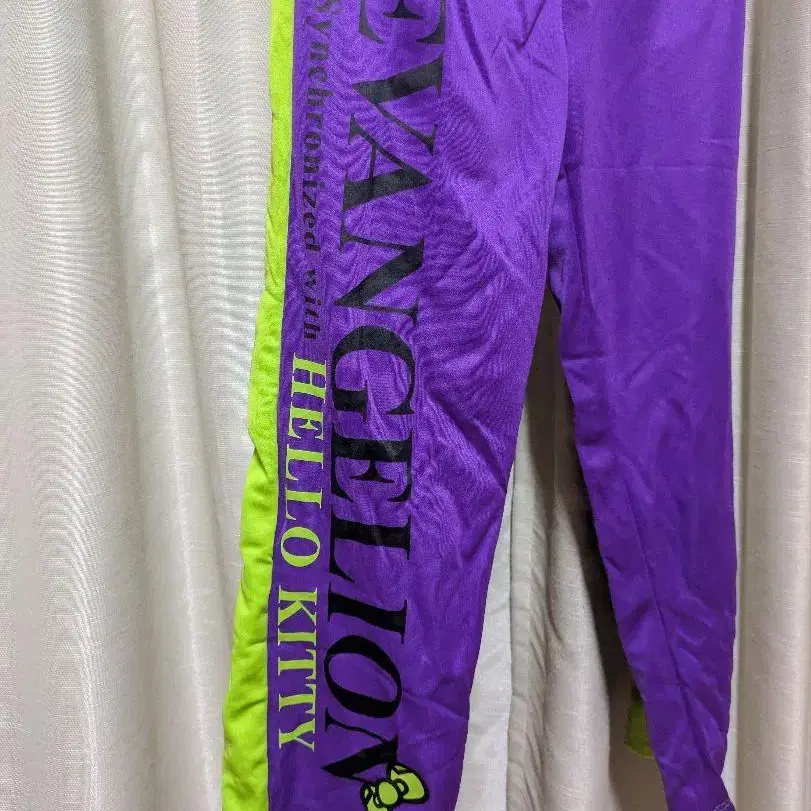 EVANGELION
Synchronized with HELLO KITTY